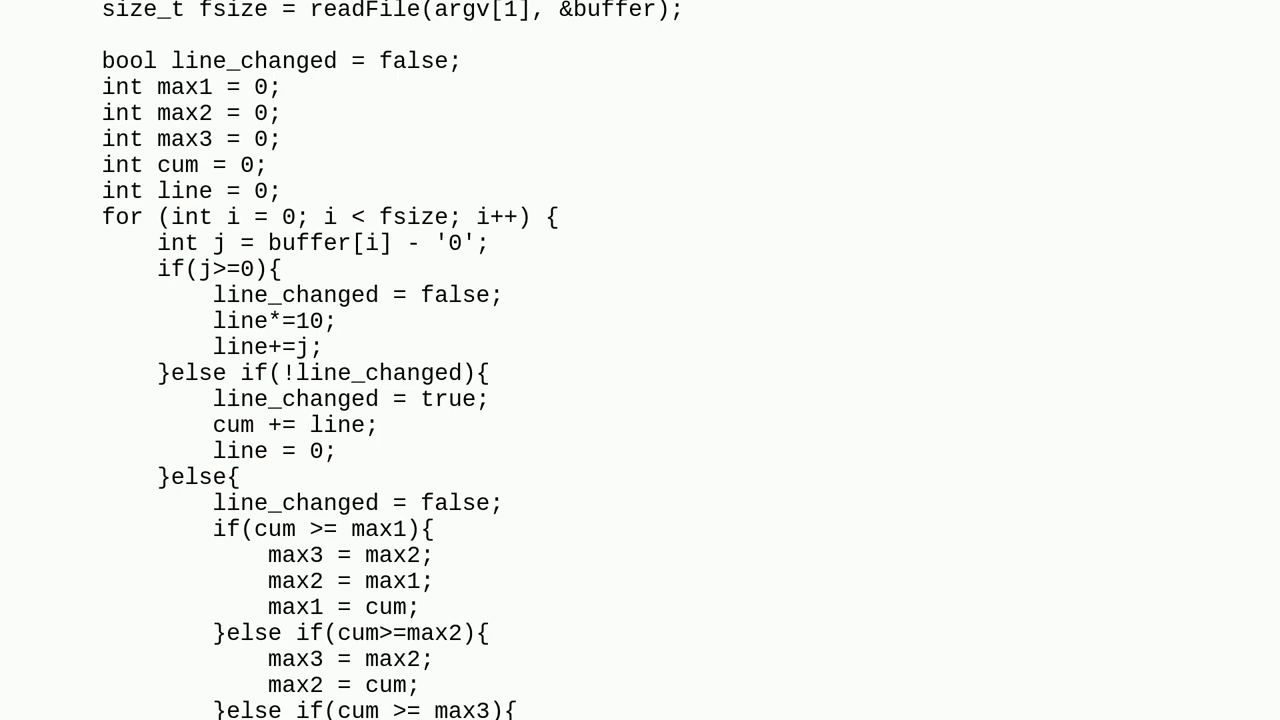 size_t fsize = readFile(argv[1], &buffer);
bool line_changed = false;
int max1 = 0;
int max2 = 0;
int max3 = 0;
int cum = 0;
int line = 0;
for (int i = 0; i < fsize; i++) {
int j = buffer[i] - '0';
if(j>=0){
line_changed = false;
line*=10;
line+=j;
}else if(!line_changed){
line_changed = true;
cum += line;
line = 0;
}else{
line_changed = false;
if(cum >= max1){
max3 = max2;
max2 = max1;
max1 = cum;
}else if(cum>=max2){
max3 = max2;
max2 = cum;
}else if(cum >= max3){